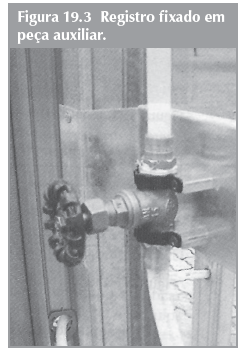 Figura 19.3 Registro fixado em
peça auxiliar.